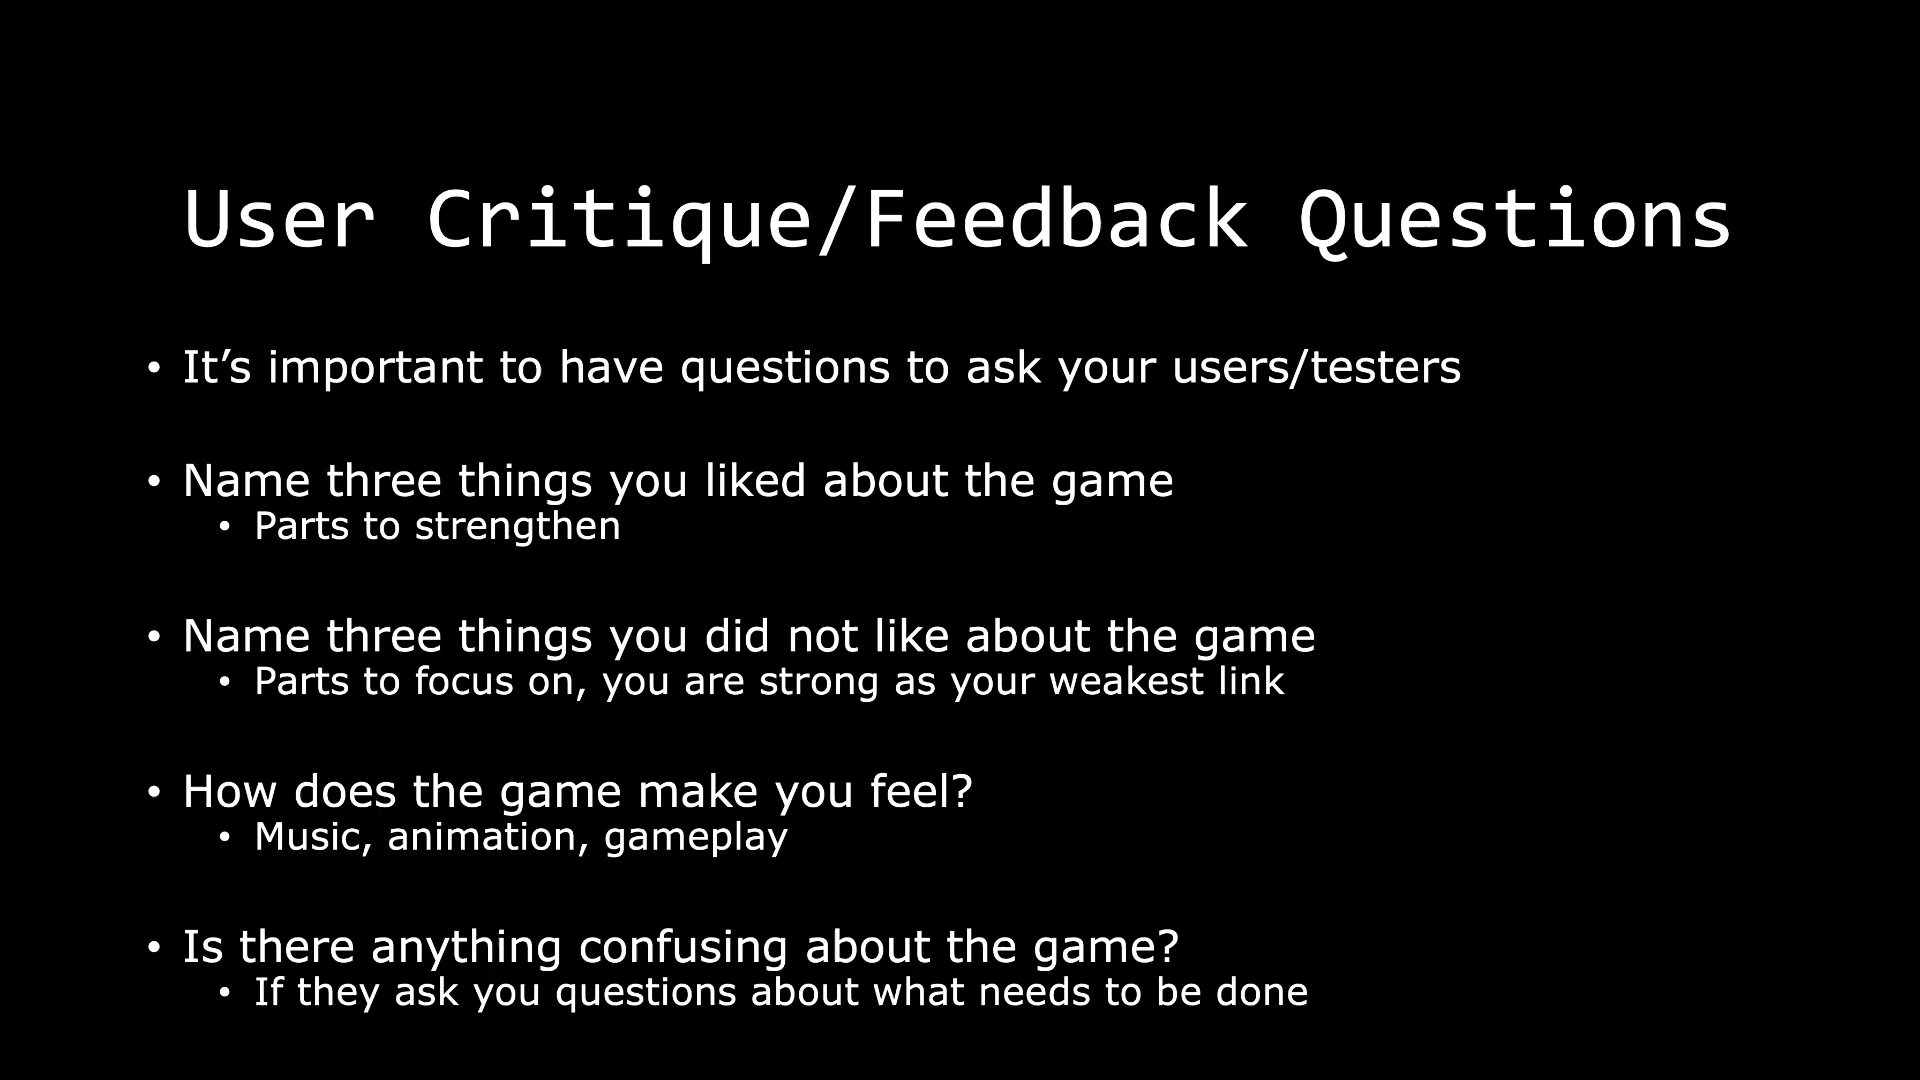 User Critique/Feedback Questions
• It’s important to have questions to ask your users/testers
• Name three things you liked about the game
• Parts to strengthen
• Name three things you did not like about the game
• Parts to focus on, you are strong as your weakest link
• How does the game make you feel?
• Music, animation, gameplay
• Is there anything confusing about the game?
• If they ask you questions about what needs to be done